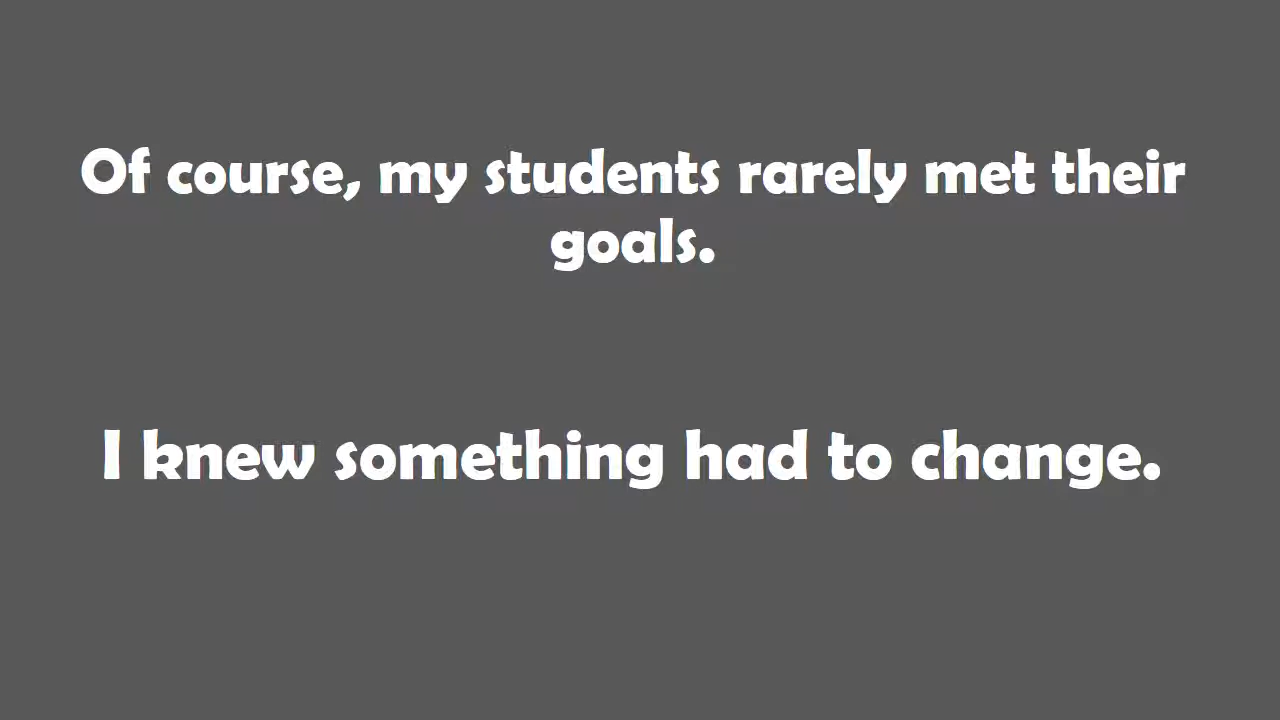 Of course, my students rarely met their
goals.
I knew something had to change.